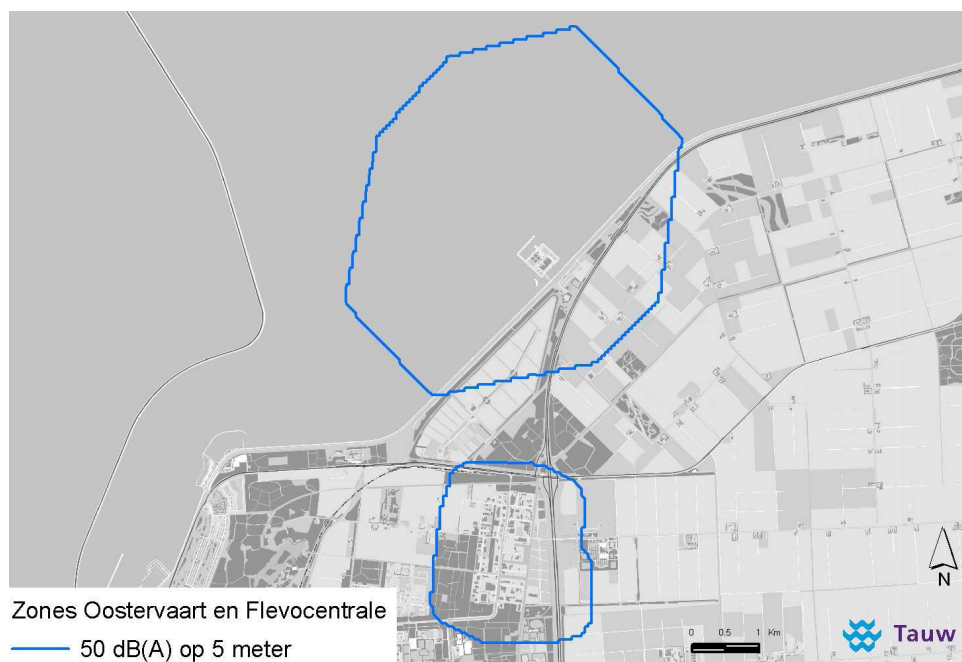 N
0 0.5 1 Km
Tauw
Zones Oostervaart en Flevocentrale
50 dB(A) op 5 meter